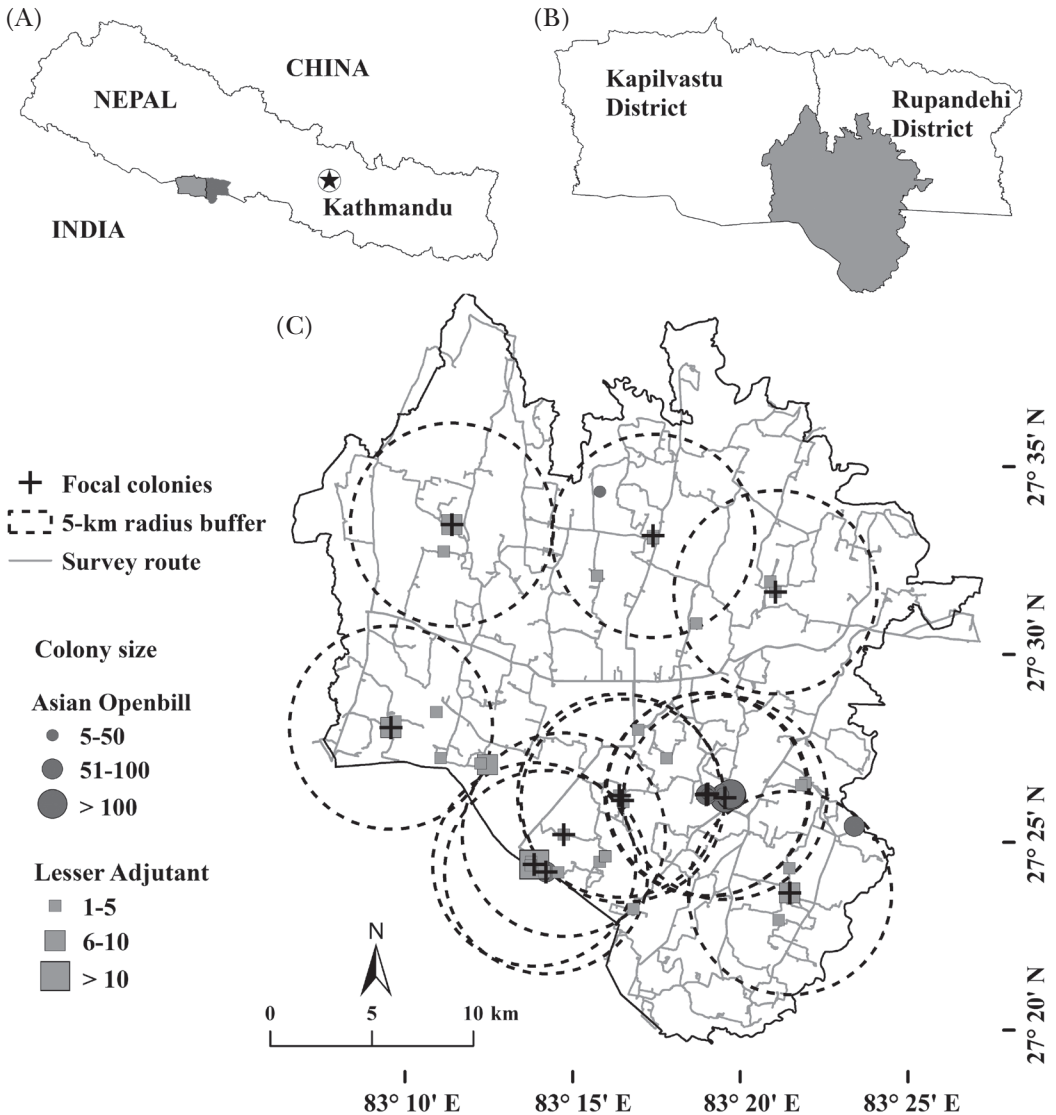 (A)
CHINA
NEPAL
Kathmandu
INDIA
(B)
Kapilvastu
District
Rupandehi
District
(C)
Focal colonies
5-km radius buffer
Survey route
Colony size
Asian Openbill
5-50
51-100
> 100
Lesser Adjutant
1-5
6-10
> 10
N
0 5 10 km
27° 35' N
27° 30' N
27° 25' N
27° 20' N
83° 10' E 83° 15' E 83° 20' E 83° 25' E